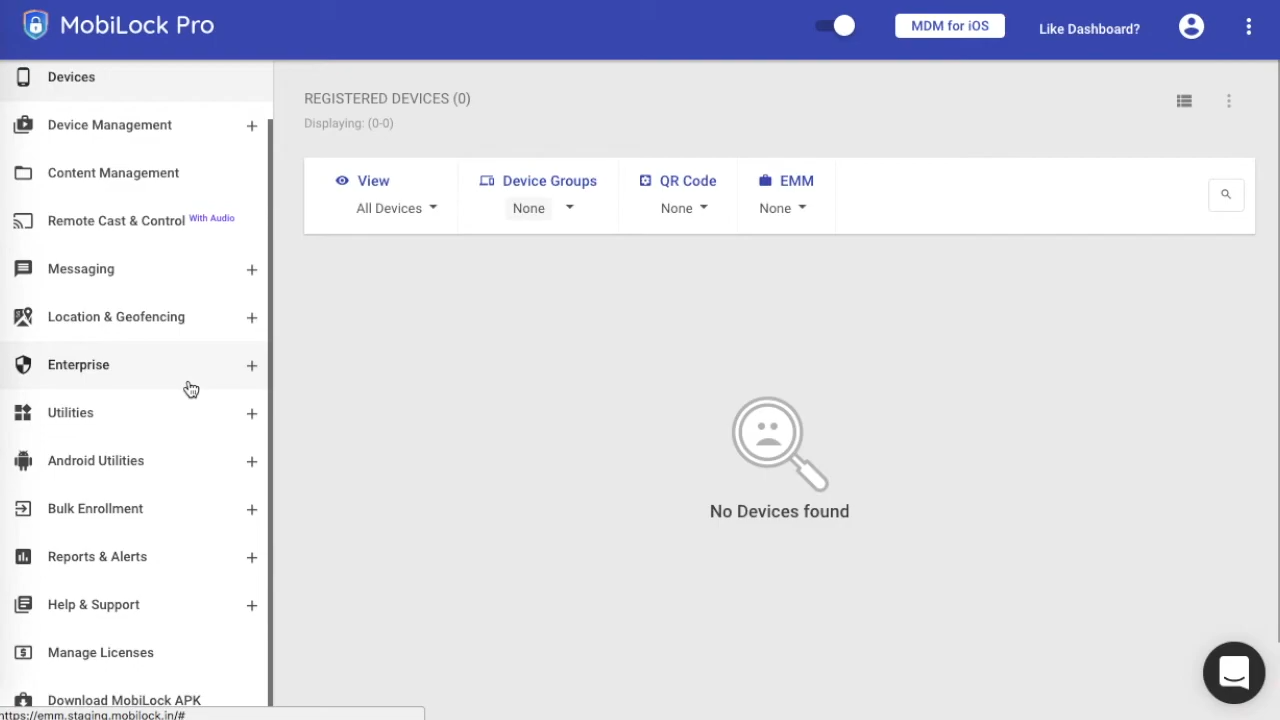 MobiLock Pro
MDM for iOS
Like Dashboard?
Devices
Device Management
Content Management
Remote Cast & Control With Audio
Messaging
Location & Geofencing
Enterprise
Utilities
Android Utilities
Bulk Enrollment
Reports & Alerts
Help & Support
Manage Licenses
Download MobiLock APK
https://emm.staging.mobilock.in/#
REGISTERED DEVICES (0)
Displaying: (0-0)
View
All Devices
Device Groups
None
QR Code
None
EMM
None
No Devices found